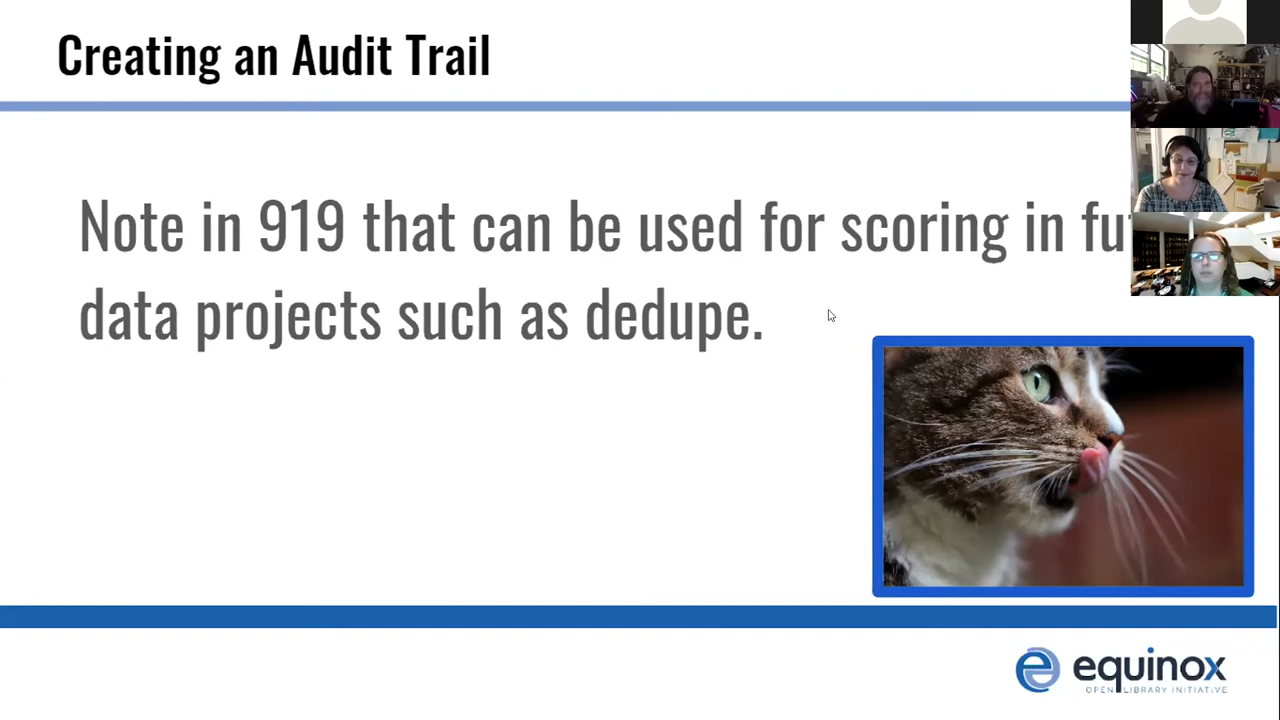 Creating an Audit Trail
Note in 919 that can be used for scoring in fu
data projects such as dedupe.
equinox
OPEN LIBRARY INITIATIVE